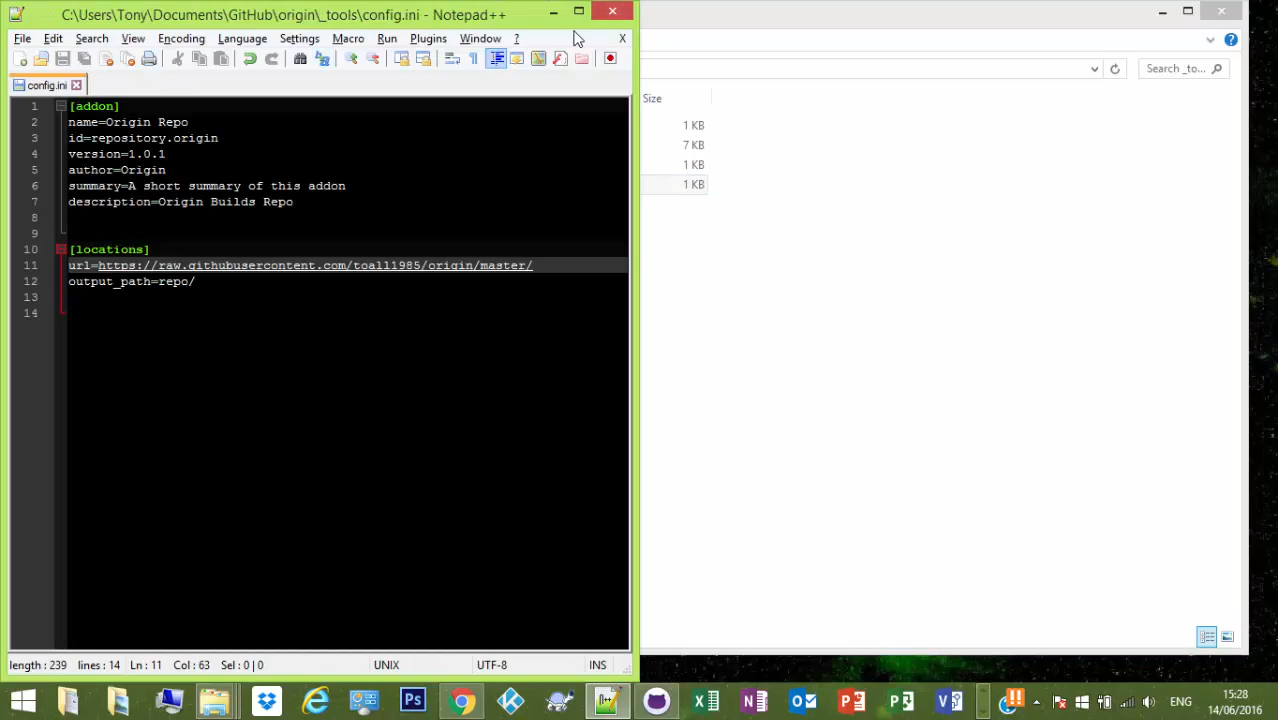 C:\Users\Tony\Documents\GitHub\origin\_tools\config.ini - Notepad++
File Edit Search View Encoding Language Settings Macro Run Plugins Window ? X
config.ini
1 [addon]
2 name=Origin Repo
3 id=repository.origin
4 version=1.0.1
5 author=Origin
6 summary=A short summary of this addon
7 description=Origin Builds Repo
8
9
10 [locations]
11 url=https://raw.githubusercontent.com/toall1985/origin/master/
12 output_path=repo/
13
14
length : 239 lines : 14 Ln : 11 Col : 63 Sel : 0 | 0 UNIX UTF-8 INS
Search _to...
Size
1 KB
7 KB
1 KB
1 KB
ENG
15:28
14/06/2016